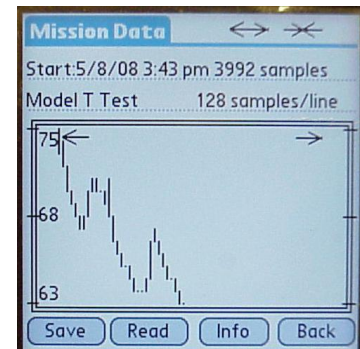 Mission Data
Start:5/8/08 3:43 pm 3992 samples
Model T Test 128 samples/line
75
68
63
Save Read Info Back